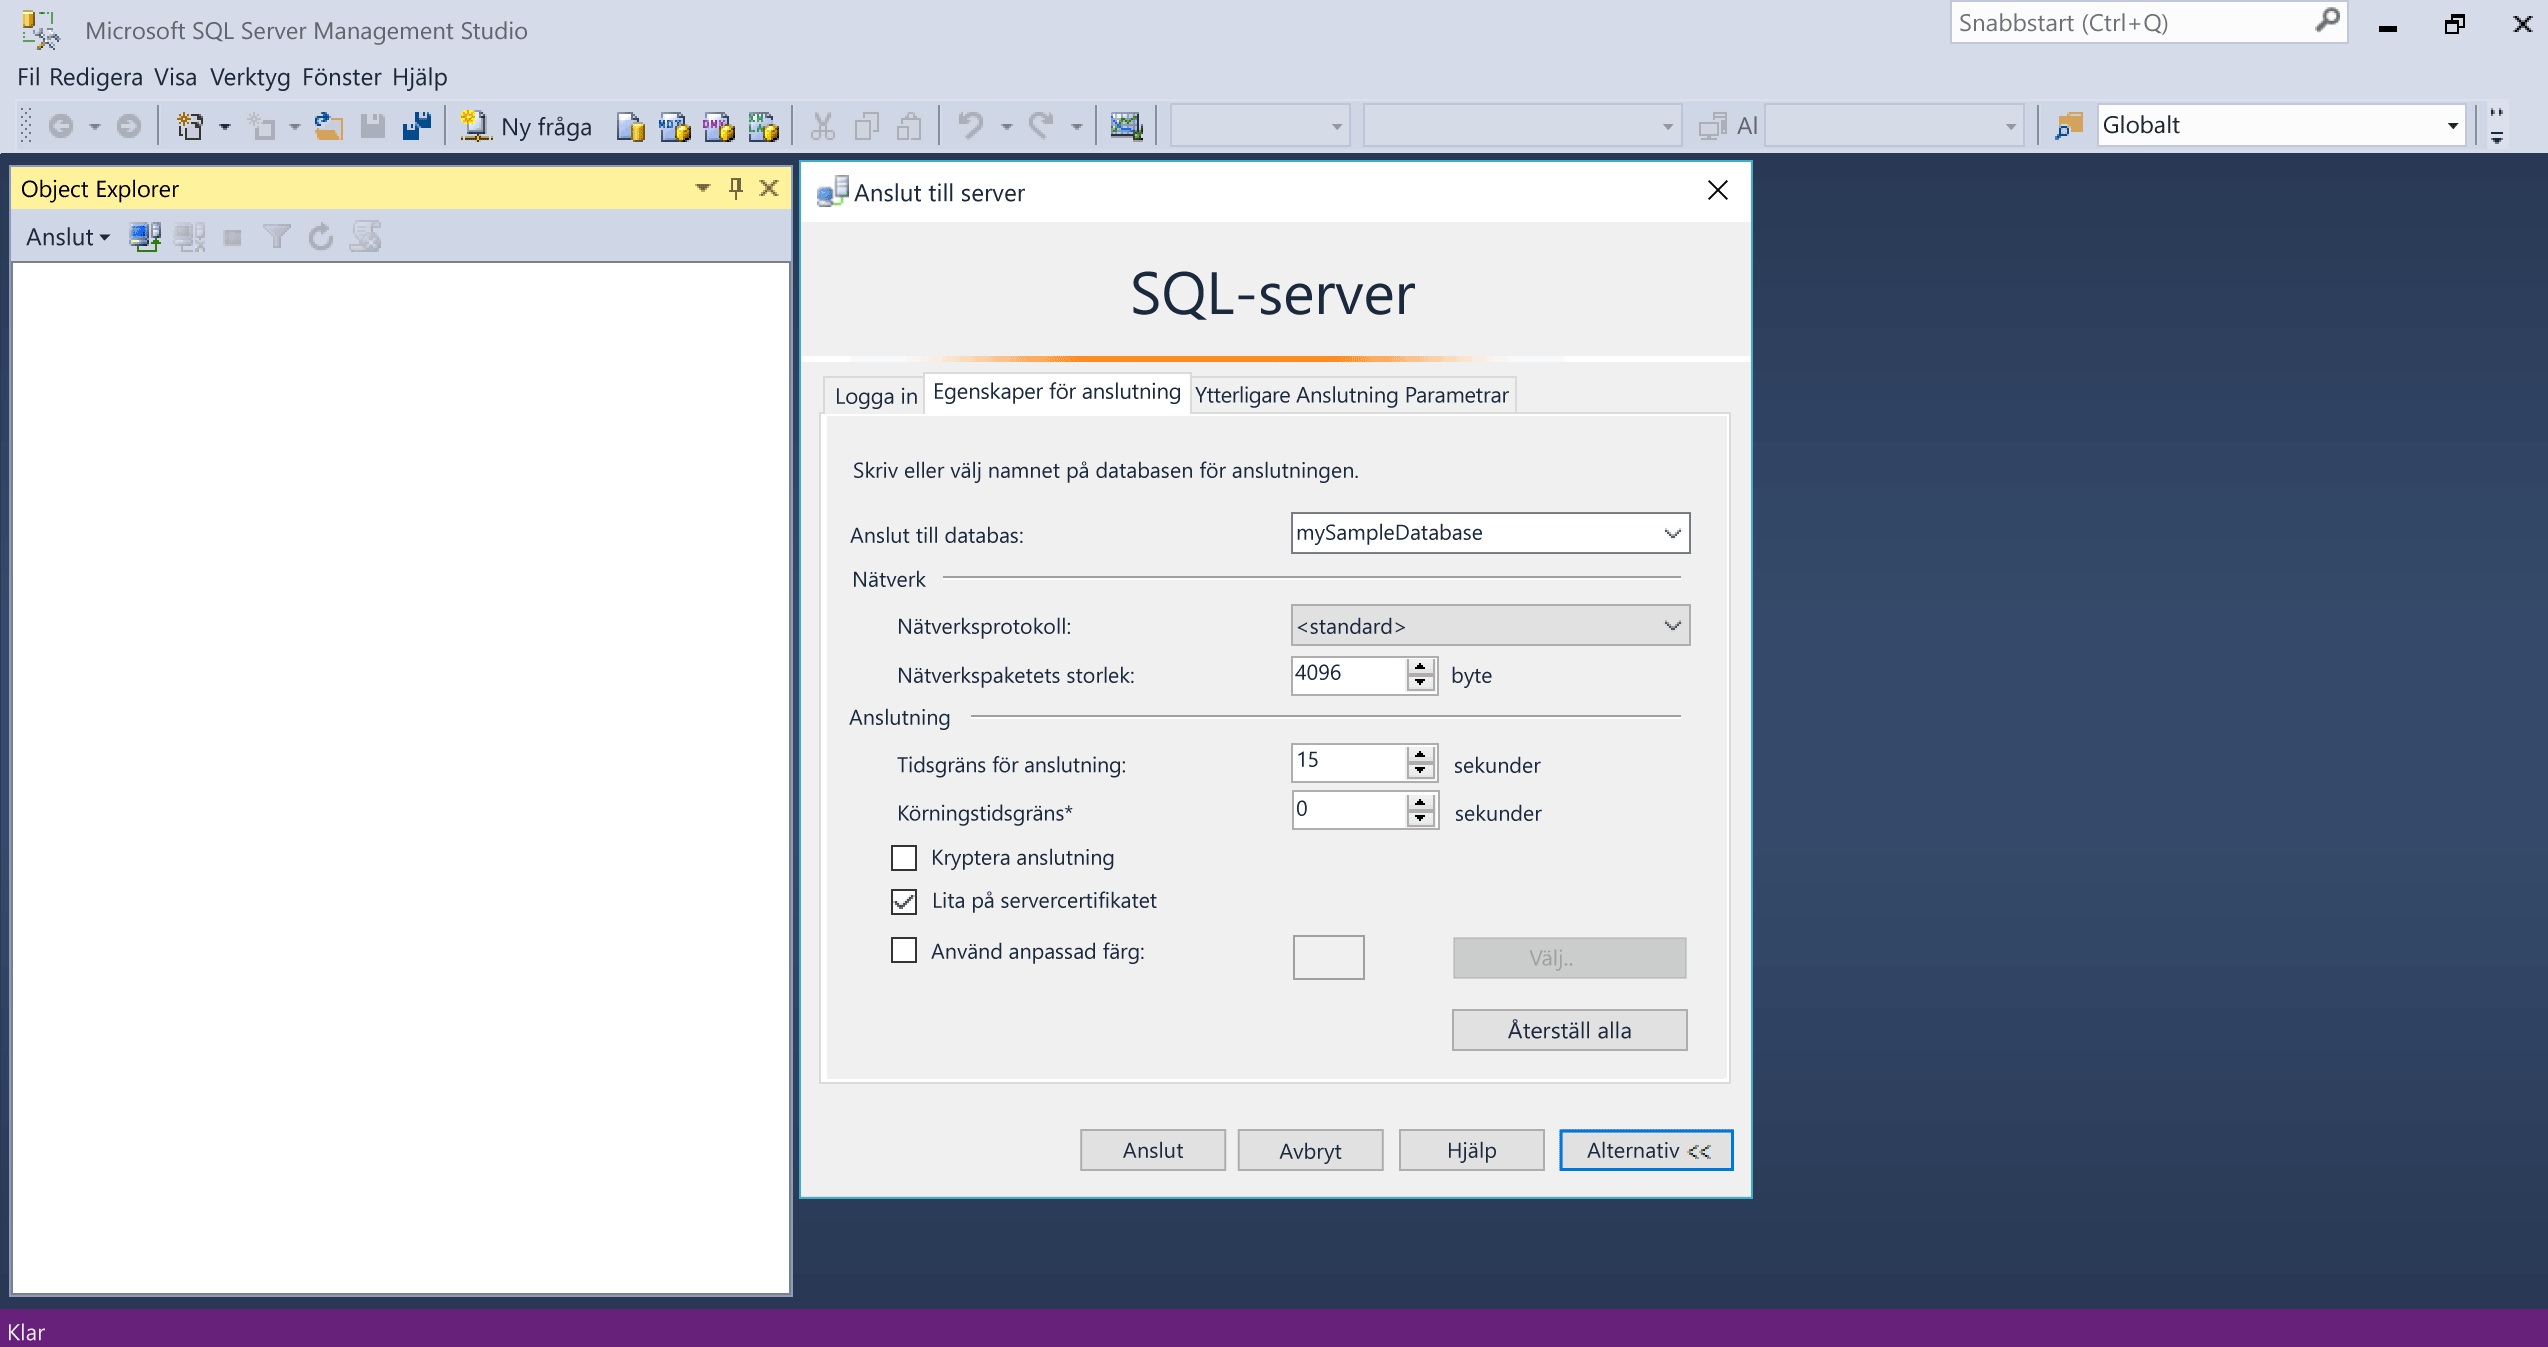 Microsoft SQL Server Management Studio
Snabbstart (Ctrl+Q)
Fil Redigera Visa Verktyg Fönster Hjälp
Ny fråga
AI
Globalt
Object Explorer
Anslut
Anslut till server
SQL-server
Logga in
Egenskaper för anslutning
Ytterligare Anslutning Parametrar
Skriv eller välj namnet på databasen för anslutningen.
Anslut till databas:
mySampleDatabase
Nätverk
Nätverksprotokoll:
<standard>
Nätverkspaketets storlek:
4096
byte
Anslutning
Tidsgräns för anslutning:
15
sekunder
Körningstidsgräns*
0
sekunder
Kryptera anslutning
Lita på servercertifikatet
Använd anpassad färg:
Välj..
Återställ alla
Anslut
Avbryt
Hjälp
Alternativ <<
Klar